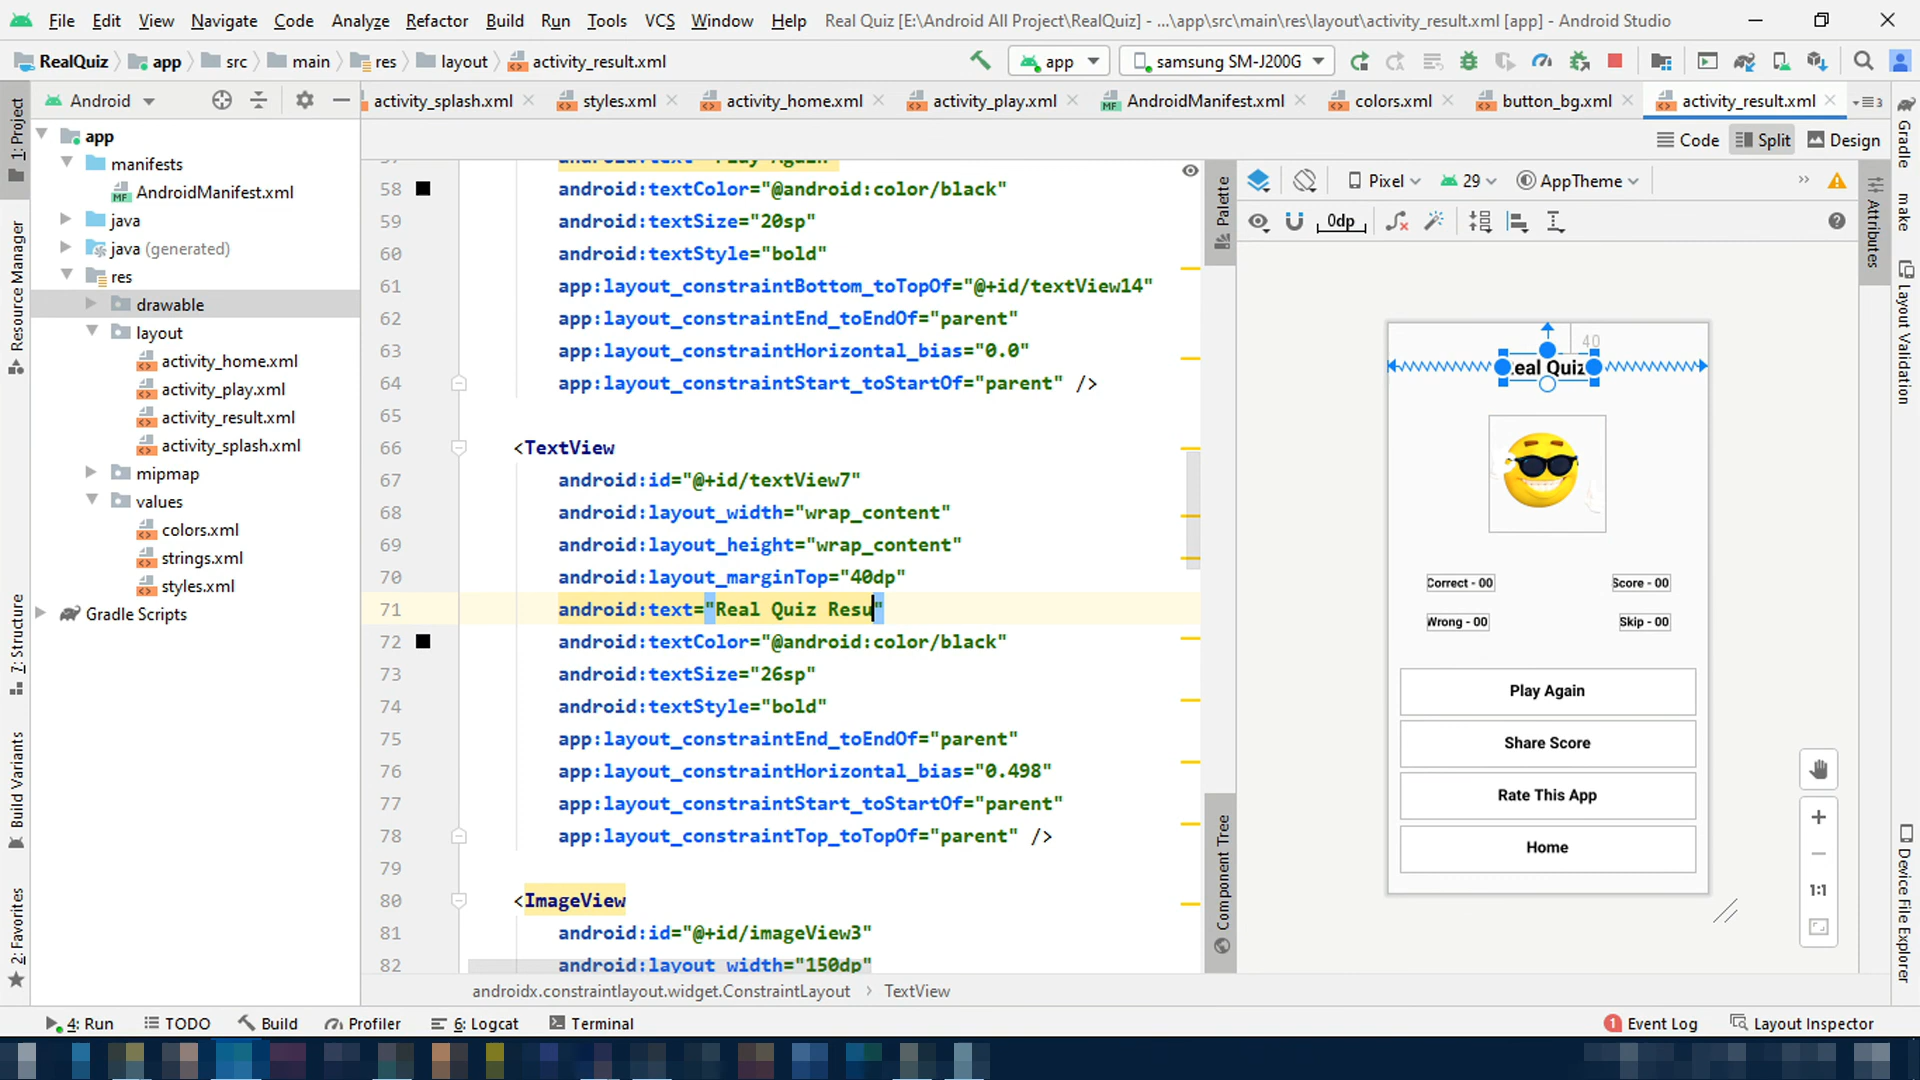 File Edit View Navigate Code Analyze Refactor Build Run Tools VCS Window Help Real Quiz [E:\Android All Project\RealQuiz] - ...\app\src\main\res\layout\activity_result.xml [app] - Android Studio
RealQuiz app src main res layout activity_result.xml app samsung SM-J200G
Android activity_splash.xml styles.xml activity_home.xml activity_play.xml AndroidManifest.xml colors.xml button_bg.xml activity_result.xml 3
Code Split Design
1: Project
Resource Manager
7: Structure
Build Variants
2: Favorites
app
manifests
AndroidManifest.xml
java
java (generated)
res
drawable
layout
activity_home.xml
activity_play.xml
activity_result.xml
activity_splash.xml
mipmap
values
colors.xml
strings.xml
styles.xml
Gradle Scripts
57 android:text="Play Again"
58 android:textColor="@android:color/black"
59 android:textSize="20sp"
60 android:textStyle="bold"
61 app:layout_constraintBottom_toTopOf="@+id/textView14"
62 app:layout_constraintEnd_toEndOf="parent"
63 app:layout_constraintHorizontal_bias="0.0"
64 app:layout_constraintStart_toStartOf="parent" />
65
66 <TextView
67 android:id="@+id/textView7"
68 android:layout_width="wrap_content"
69 android:layout_height="wrap_content"
70 android:layout_marginTop="40dp"
71 android:text="Real Quiz Resu"
72 android:textColor="@android:color/black"
73 android:textSize="26sp"
74 android:textStyle="bold"
75 app:layout_constraintEnd_toEndOf="parent"
76 app:layout_constraintHorizontal_bias="0.498"
77 app:layout_constraintStart_toStartOf="parent"
78 app:layout_constraintTop_toTopOf="parent" />
79
80 <ImageView
81 android:id="@+id/imageView3"
82 android:layout_width="150dp"
androidx.constraintlayout.widget.ConstraintLayout TextView
Palette
Component Tree
Pixel 29 AppTheme
0dp
40
eal Quiz
Correct - 00 Score - 00
Wrong - 00 Skip - 00
Play Again
Share Score
Rate This App
Home
1:1
Attributes
Gradle
make
Layout Validation
Device File Explorer
4: Run TODO Build Profiler 6: Logcat Terminal 1 Event Log Layout Inspector